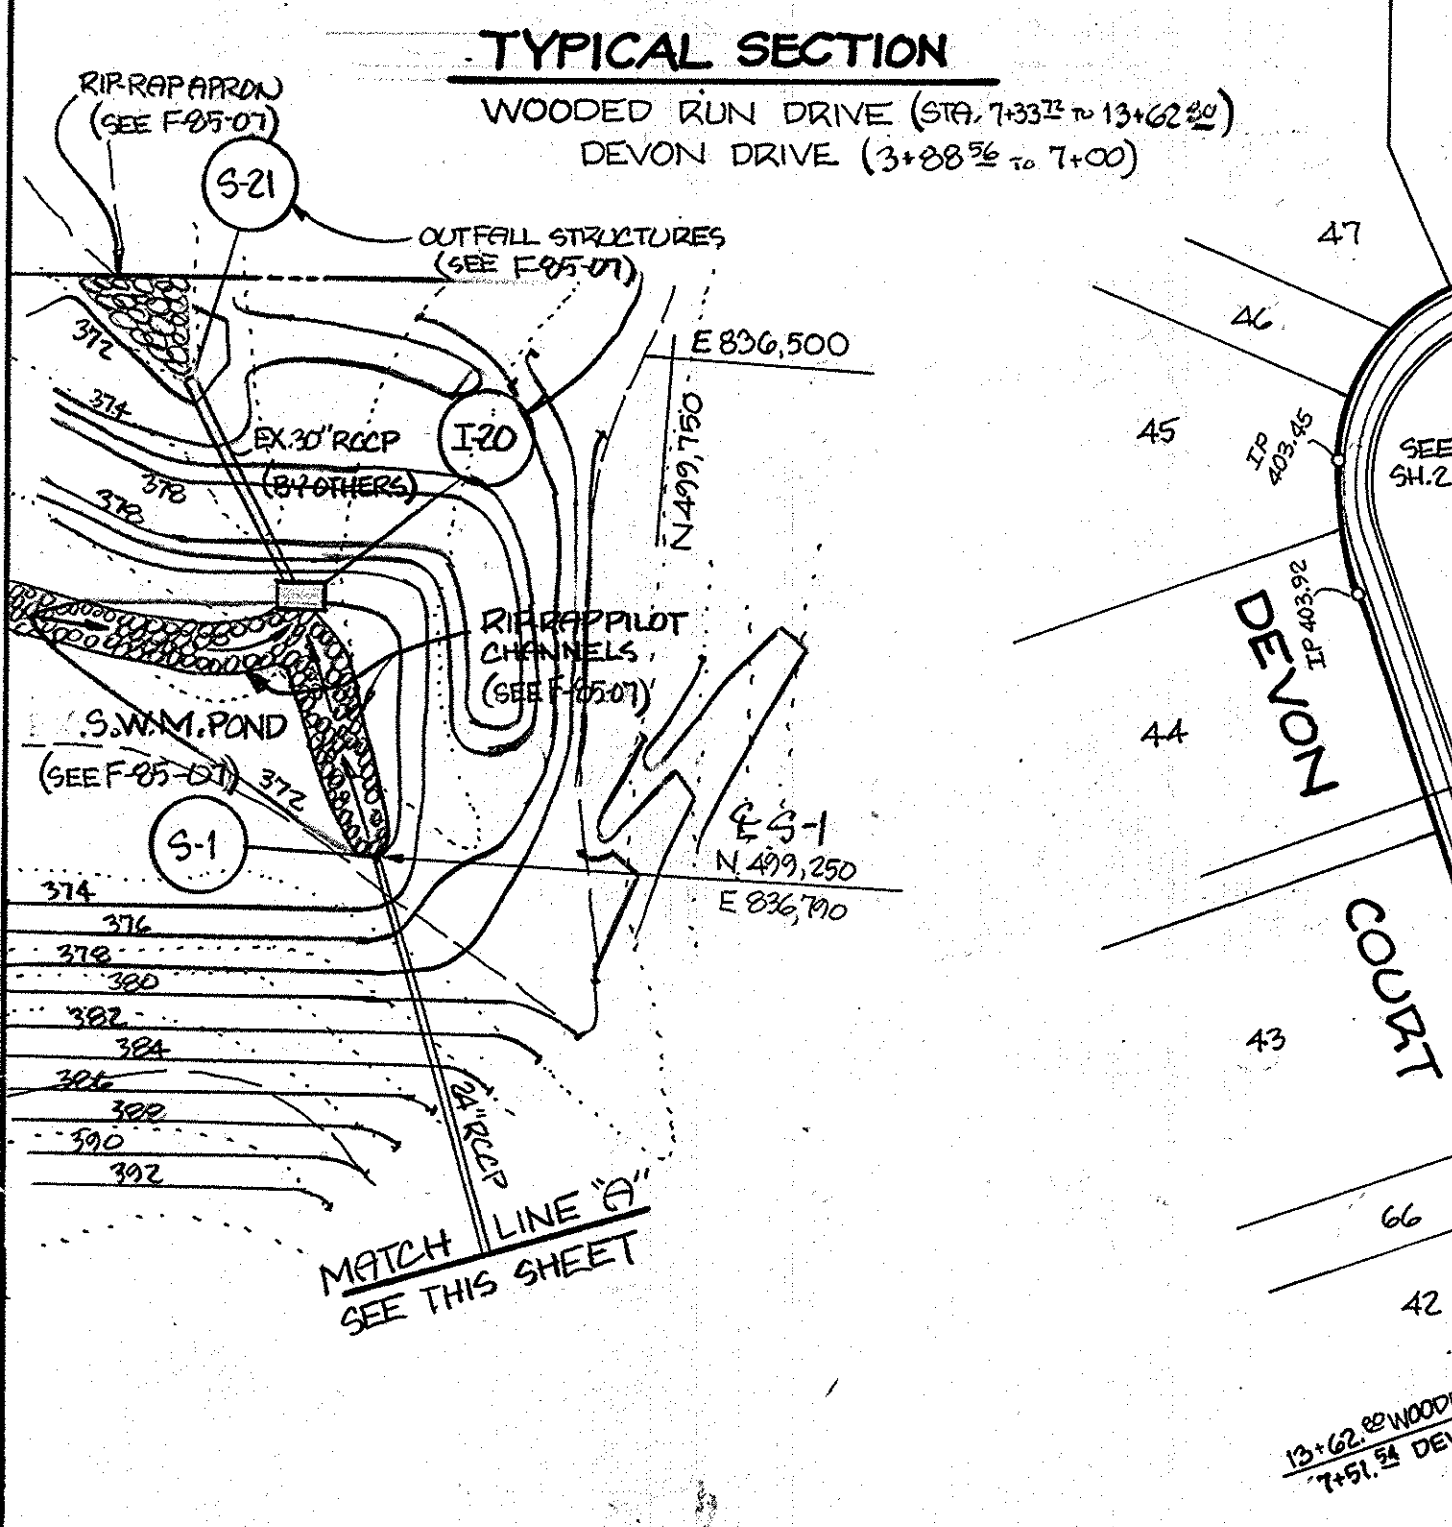 TYPICAL SECTION
WOODED RUN DRIVE (STA. 7+33 72 TO 13+62 80)
DEVON DRIVE (3+88 56 TO 7+00)
RIP-RAP APRON
(SEE F-85-07)
S-21
OUTFALL STRUCTURES
(SEE F-85-07)
E 836,500
N 499,750
372
374
EX. 30" RCCP
(BY OTHERS)
I-20
378
378
RIP-RAP PILOT
CHANNELS
(SEE F-85-07)
S.W.M. POND
(SEE F-85-07)
372
S-1
℄ S-1
N 499,250
E 836,790
374
376
378
380
382
384
386
388
390
392
24" RCCP
MATCH LINE "A"
SEE THIS SHEET
47
46
45
IP
403.45
SEE
SH.2
IP 403.92
DEVON
COURT
44
43
66
42
13+62.80 WOOD
7+51.54 DE